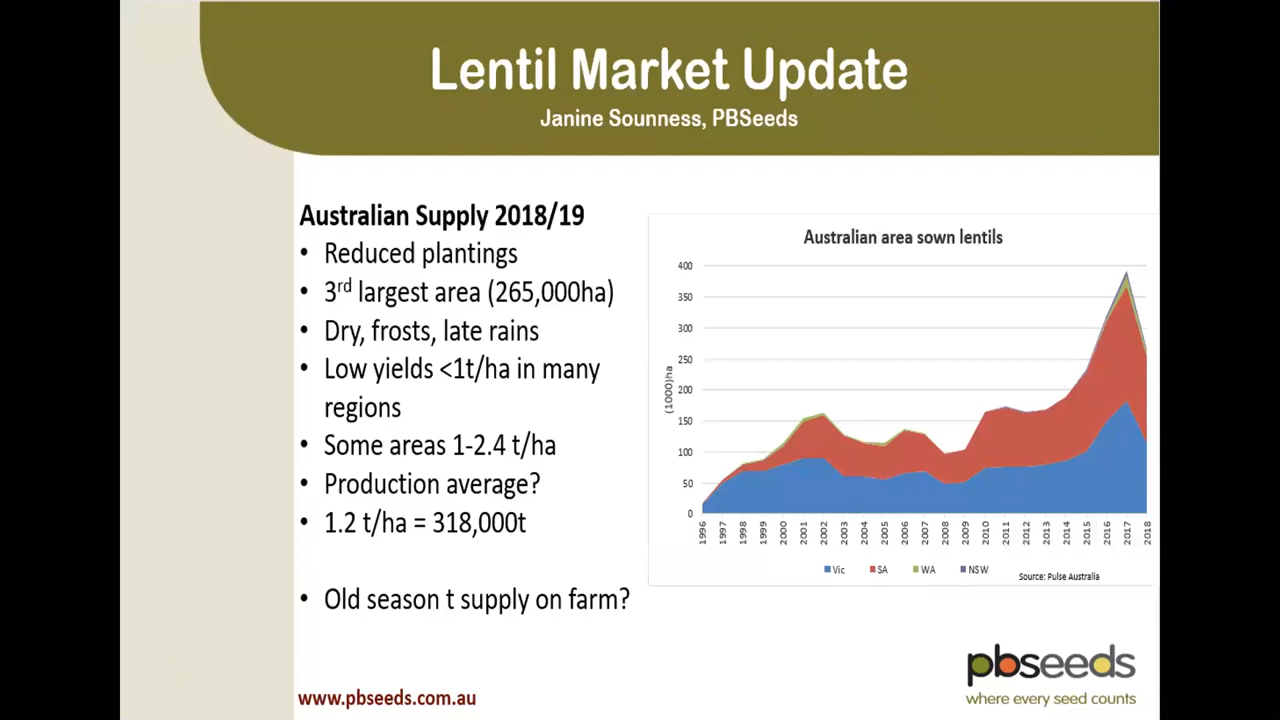 Lentil Market Update
Janine Sounness, PBSeeds
Australian Supply 2018/19
• Reduced plantings
• 3rd largest area (265,000ha)
• Dry, frosts, late rains
• Low yields <1t/ha in many
regions
• Some areas 1-2.4 t/ha
• Production average?
• 1.2 t/ha = 318,000t
• Old season t supply on farm?
Australian area sown lentils
(1000)ha
400
350
300
250
200
150
100
50
0
1996 1997 1998 1999 2000 2001 2002 2003 2004 2005 2006 2007 2008 2009 2010 2011 2012 2013 2014 2015 2016 2017 2018
Vic SA WA NSW
Source: Pulse Australia
pbseeds
where every seed counts
www.pbseeds.com.au